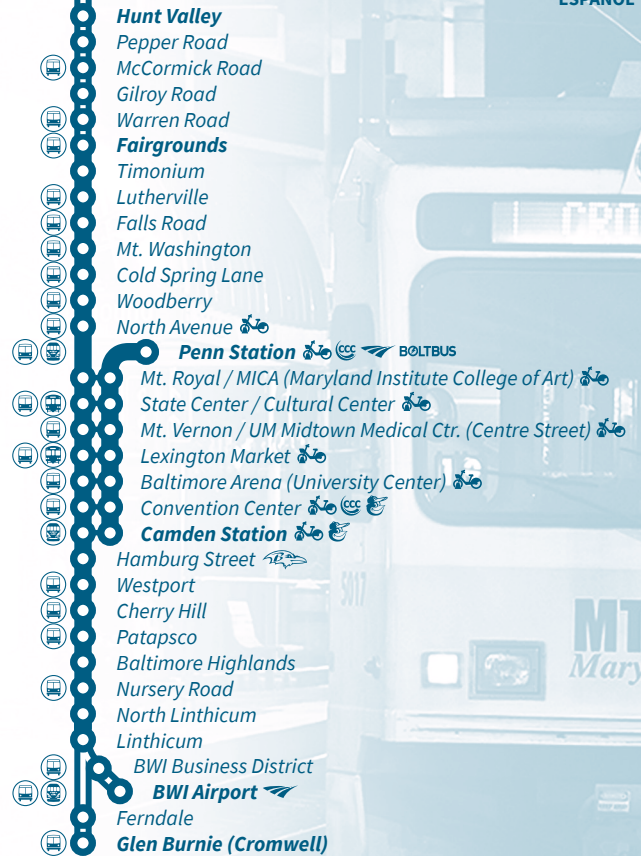 ESPAÑOL
Hunt Valley
Pepper Road
McCormick Road
Gilroy Road
Warren Road
Fairgrounds
Timonium
Lutherville
Falls Road
Mt. Washington
Cold Spring Lane
Woodberry
North Avenue
Penn Station CCC BOLTBUS
Mt. Royal / MICA (Maryland Institute College of Art)
State Center / Cultural Center
Mt. Vernon / UM Midtown Medical Ctr. (Centre Street)
Lexington Market
Baltimore Arena (University Center)
Convention Center CCC
Camden Station
Hamburg Street
Westport
Cherry Hill
Patapsco
Baltimore Highlands
Nursery Road
North Linthicum
Linthicum
BWI Business District
BWI Airport
Ferndale
Glen Burnie (Cromwell)
5017
MT
Mary